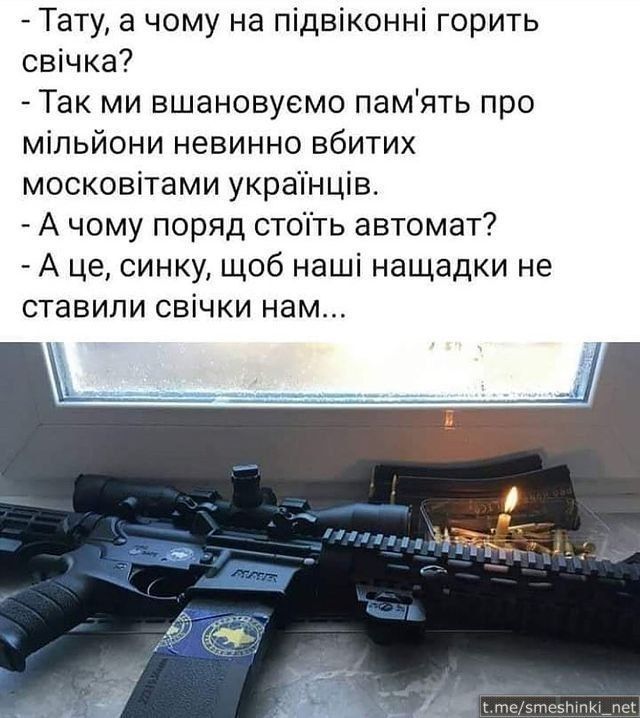 - Тату, а чому на підвіконні горить
свічка?
- Так ми вшановуємо пам'ять про
мільйони невинно вбитих
московітами українців.
- А чому поряд стоїть автомат?
- А це, синку, щоб наші нащадки не
ставили свічки нам...
t.me/smeshinki_net